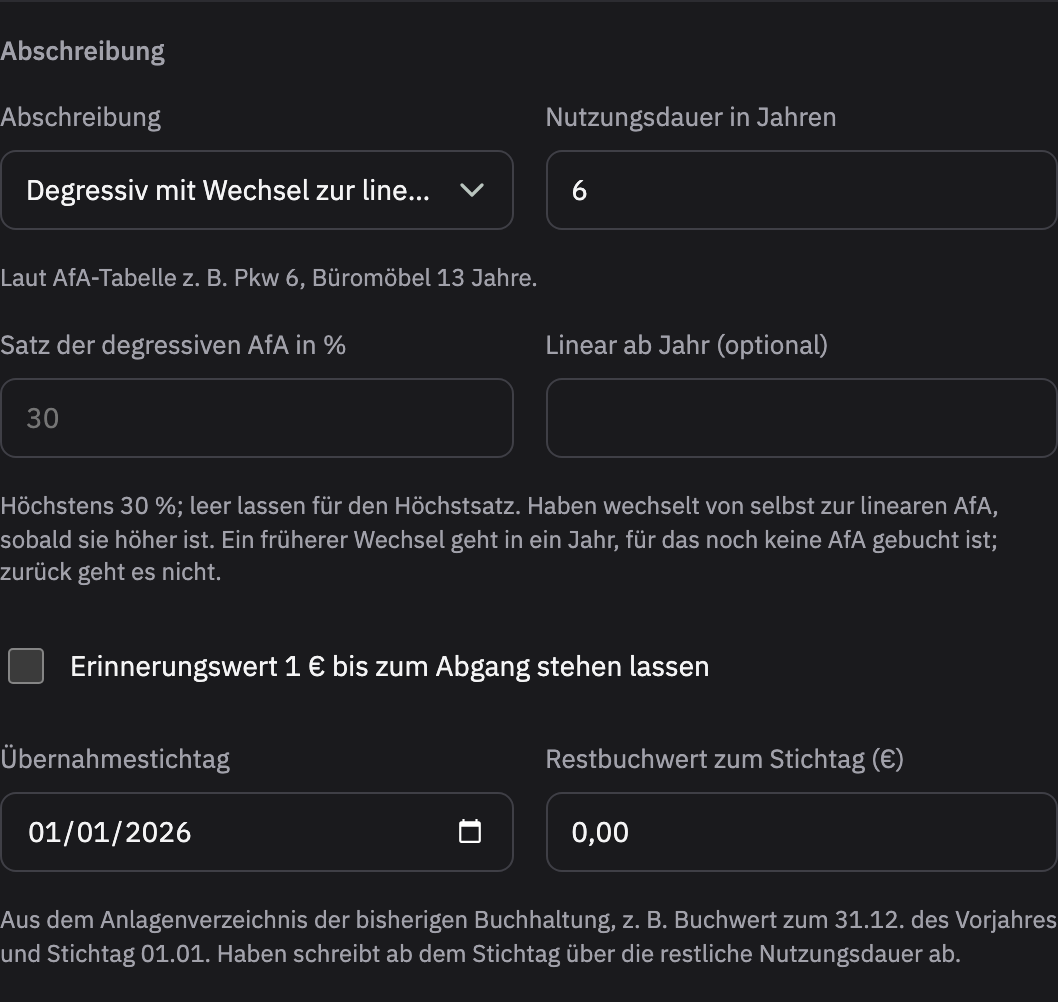 Abschreibung
Abschreibung
Nutzungsdauer in Jahren
Degressiv mit Wechsel zur line...
6
Laut AfA-Tabelle z. B. Pkw 6, Büromöbel 13 Jahre.
Satz der degressiven AfA in %
Linear ab Jahr (optional)
30
Höchstens 30 %; leer lassen für den Höchstsatz. Haben wechselt von selbst zur linearen AfA,
sobald sie höher ist. Ein früherer Wechsel geht in ein Jahr, für das noch keine AfA gebucht ist;
zurück geht es nicht.
Erinnerungswert 1 € bis zum Abgang stehen lassen
Übernahmestichtag
Restbuchwert zum Stichtag (€)
01/01/2026
0,00
Aus dem Anlagenverzeichnis der bisherigen Buchhaltung, z. B. Buchwert zum 31.12. des Vorjahres
und Stichtag 01.01. Haben schreibt ab dem Stichtag über die restliche Nutzungsdauer ab.